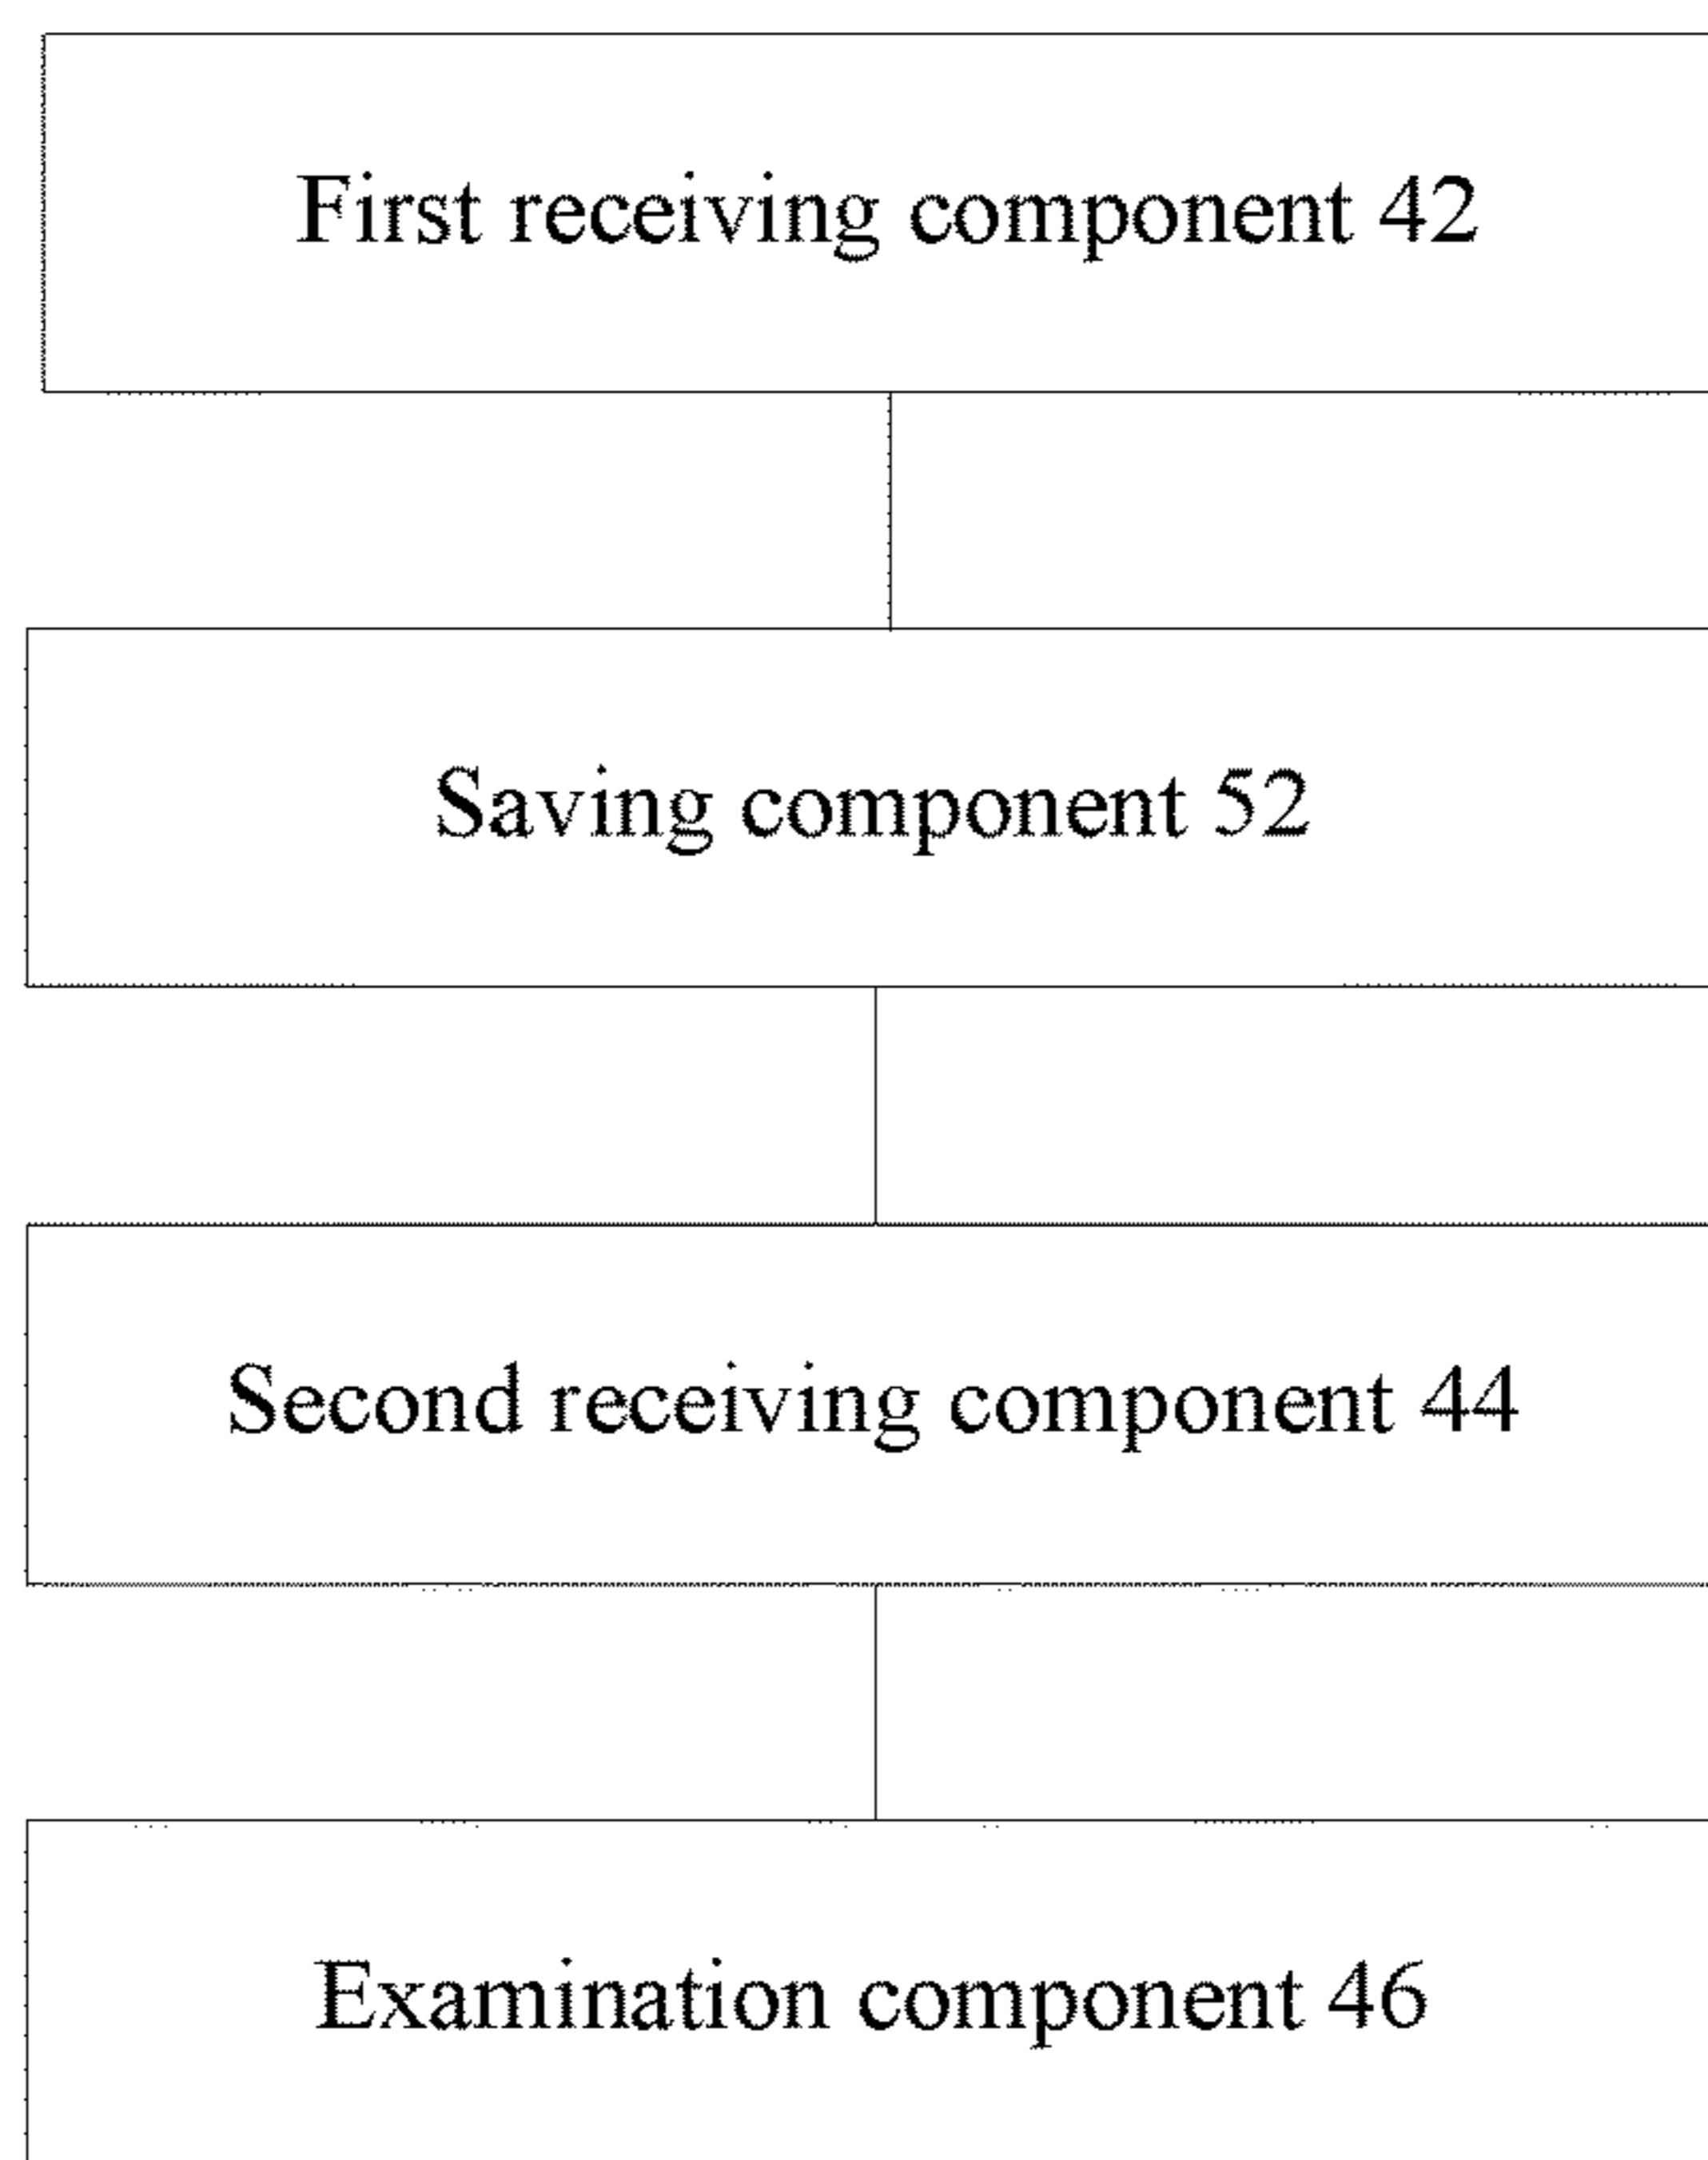 First receiving component 42
Saving component 52
Second receiving component 44
Examination component 46